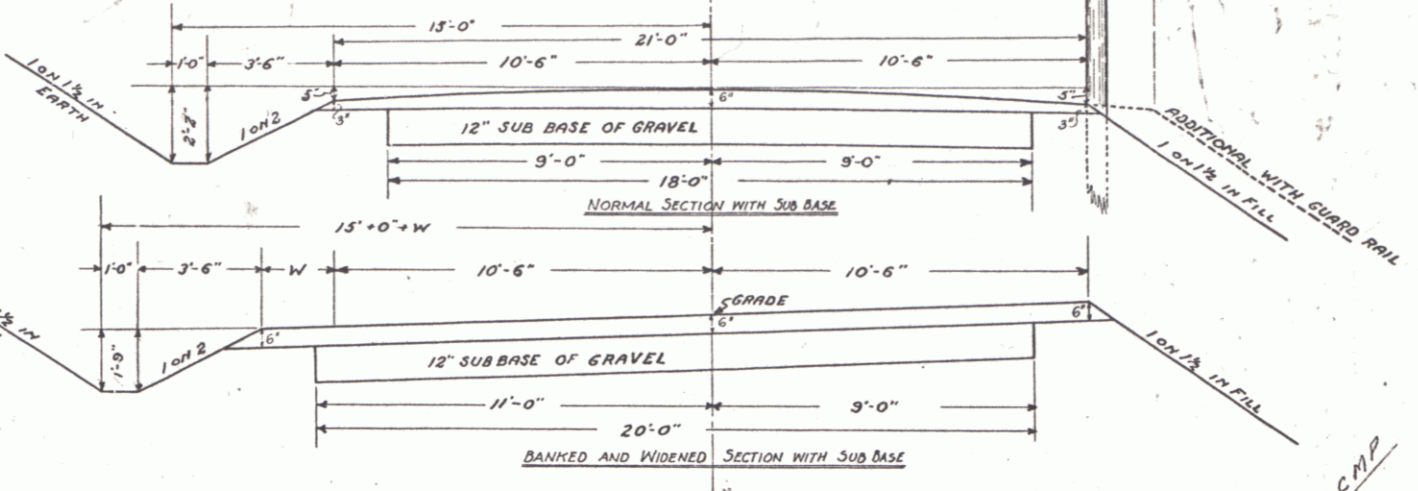 15'-0"
21'-0"
1'-0" 3'-6" 10'-6" 10'-6"
1 ON 1½ IN
EARTH
5" 6" 5"
2'-2" 1 ON 2 3" 3"
12" SUB BASE OF GRAVEL
9'-0" 9'-0"
18'-0"
NORMAL SECTION WITH SUB BASE
ADDITIONAL WITH GUARD RAIL
1 ON 1½ IN FILL
15'+0"+W
1'-0" 3'-6" W 10'-6" 10'-6"
GRADE
½ IN
6" 6" 6"
1'-9" 1 ON 2
12" SUB BASE OF GRAVEL
1 ON 1½ IN FILL
11'-0" 9'-0"
20'-0"
BANKED AND WIDENED SECTION WITH SUB BASE
CMP